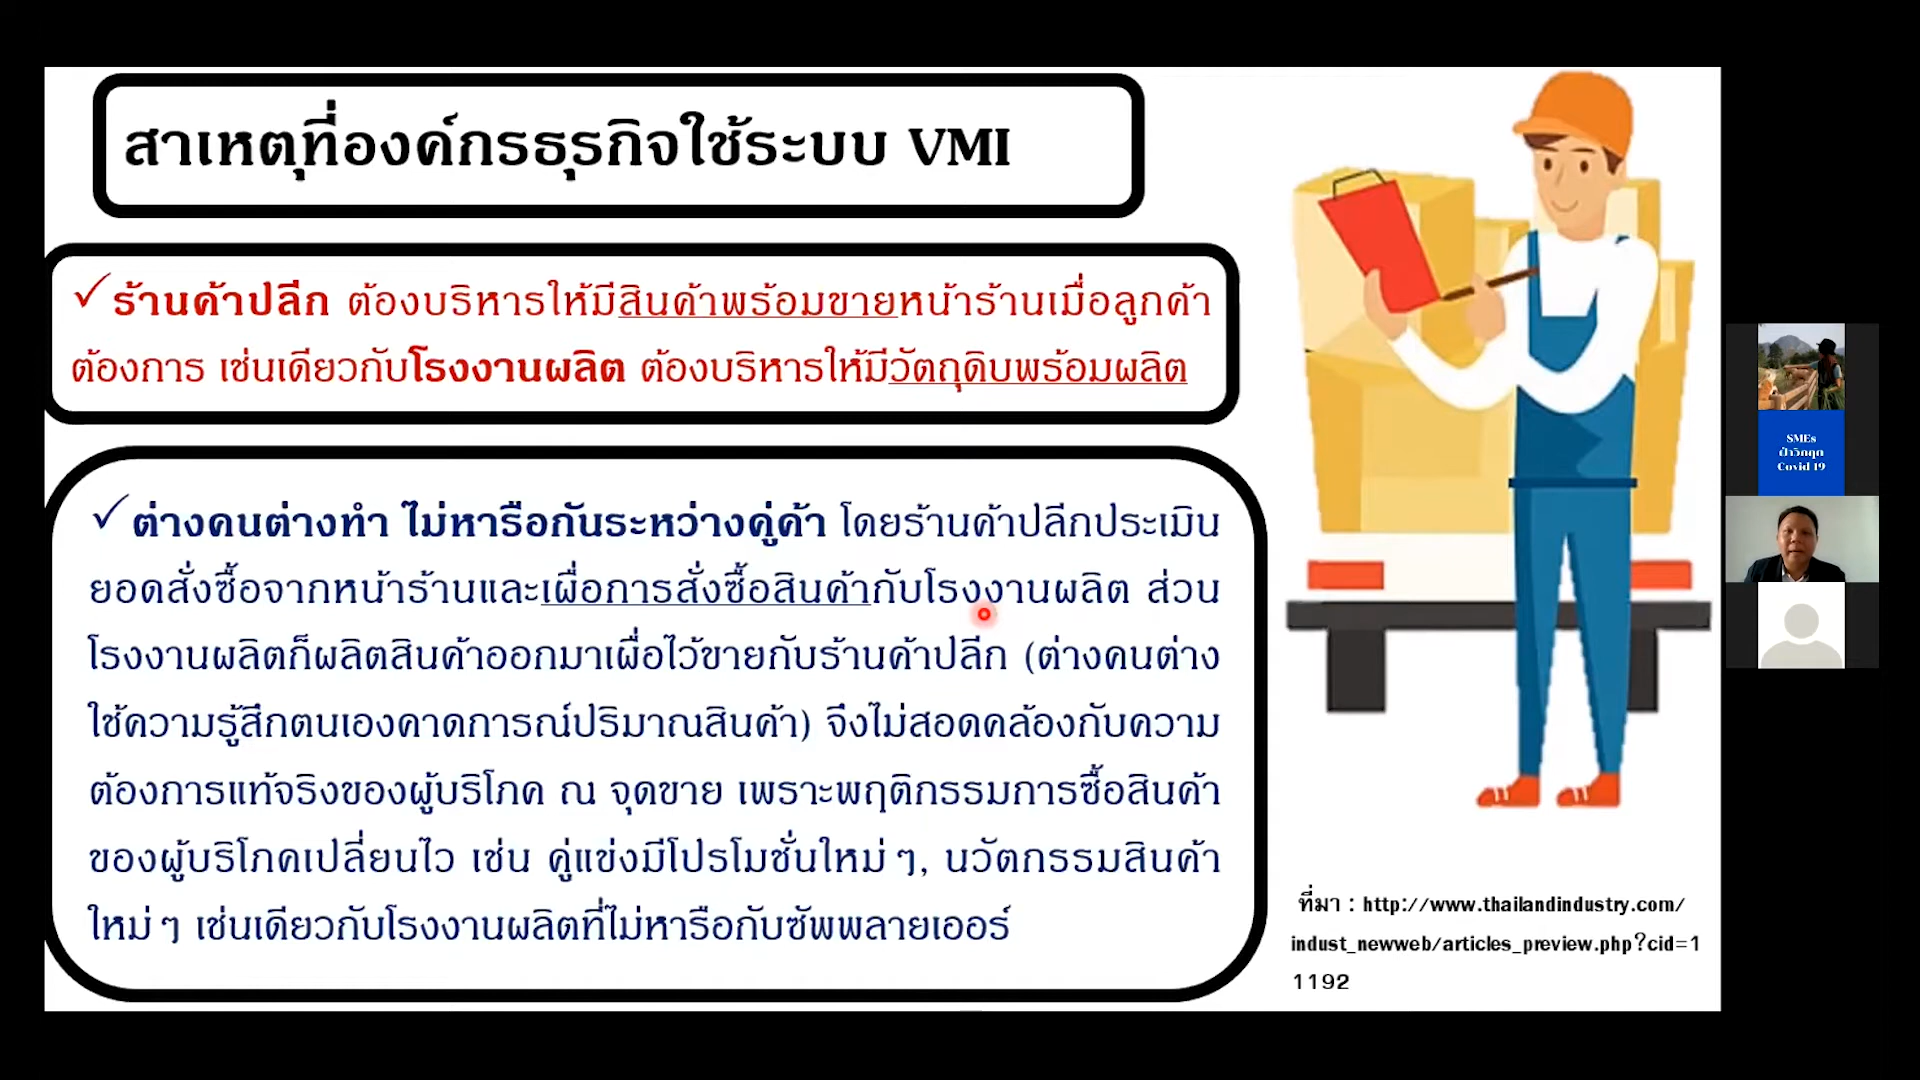 สาเหตุที่องค์กรธุรกิจใช้ระบบ VMI
✓ร้านค้าปลีก ต้องบริหารให้มีสินค้าพร้อมขายหน้าร้านเมื่อลูกค้า
ต้องการ เช่นเดียวกับโรงงานผลิต ต้องบริหารให้มีวัตถุดิบพร้อมผลิต
✓ต่างคนต่างทำ ไม่หารือกันระหว่างคู่ค้า โดยร้านค้าปลีกประเมิน
ยอดสั่งซื้อจากหน้าร้านและเผื่อการสั่งซื้อสินค้ากับโรงงานผลิต ส่วน
โรงงานผลิตก็ผลิตสินค้าออกมาเผื่อไว้ขายกับร้านค้าปลีก (ต่างคนต่าง
ใช้ความรู้สึกตนเองคาดการณ์ปริมาณสินค้า) จึงไม่สอดคล้องกับความ
ต้องการแท้จริงของผู้บริโภค ณ จุดขาย เพราะพฤติกรรมการซื้อสินค้า
ของผู้บริโภคเปลี่ยนไว เช่น คู่แข่งมีโปรโมชั่นใหม่ ๆ, นวัตกรรมสินค้า
ใหม่ ๆ เช่นเดียวกับโรงงานผลิตที่ไม่หารือกับซัพพลายเออร์
ที่มา : http://www.thailandindustry.com/
indust_newweb/articles_preview.php?cid=1
1192
SMEs
ฝ่าวิกฤต
Covid 19